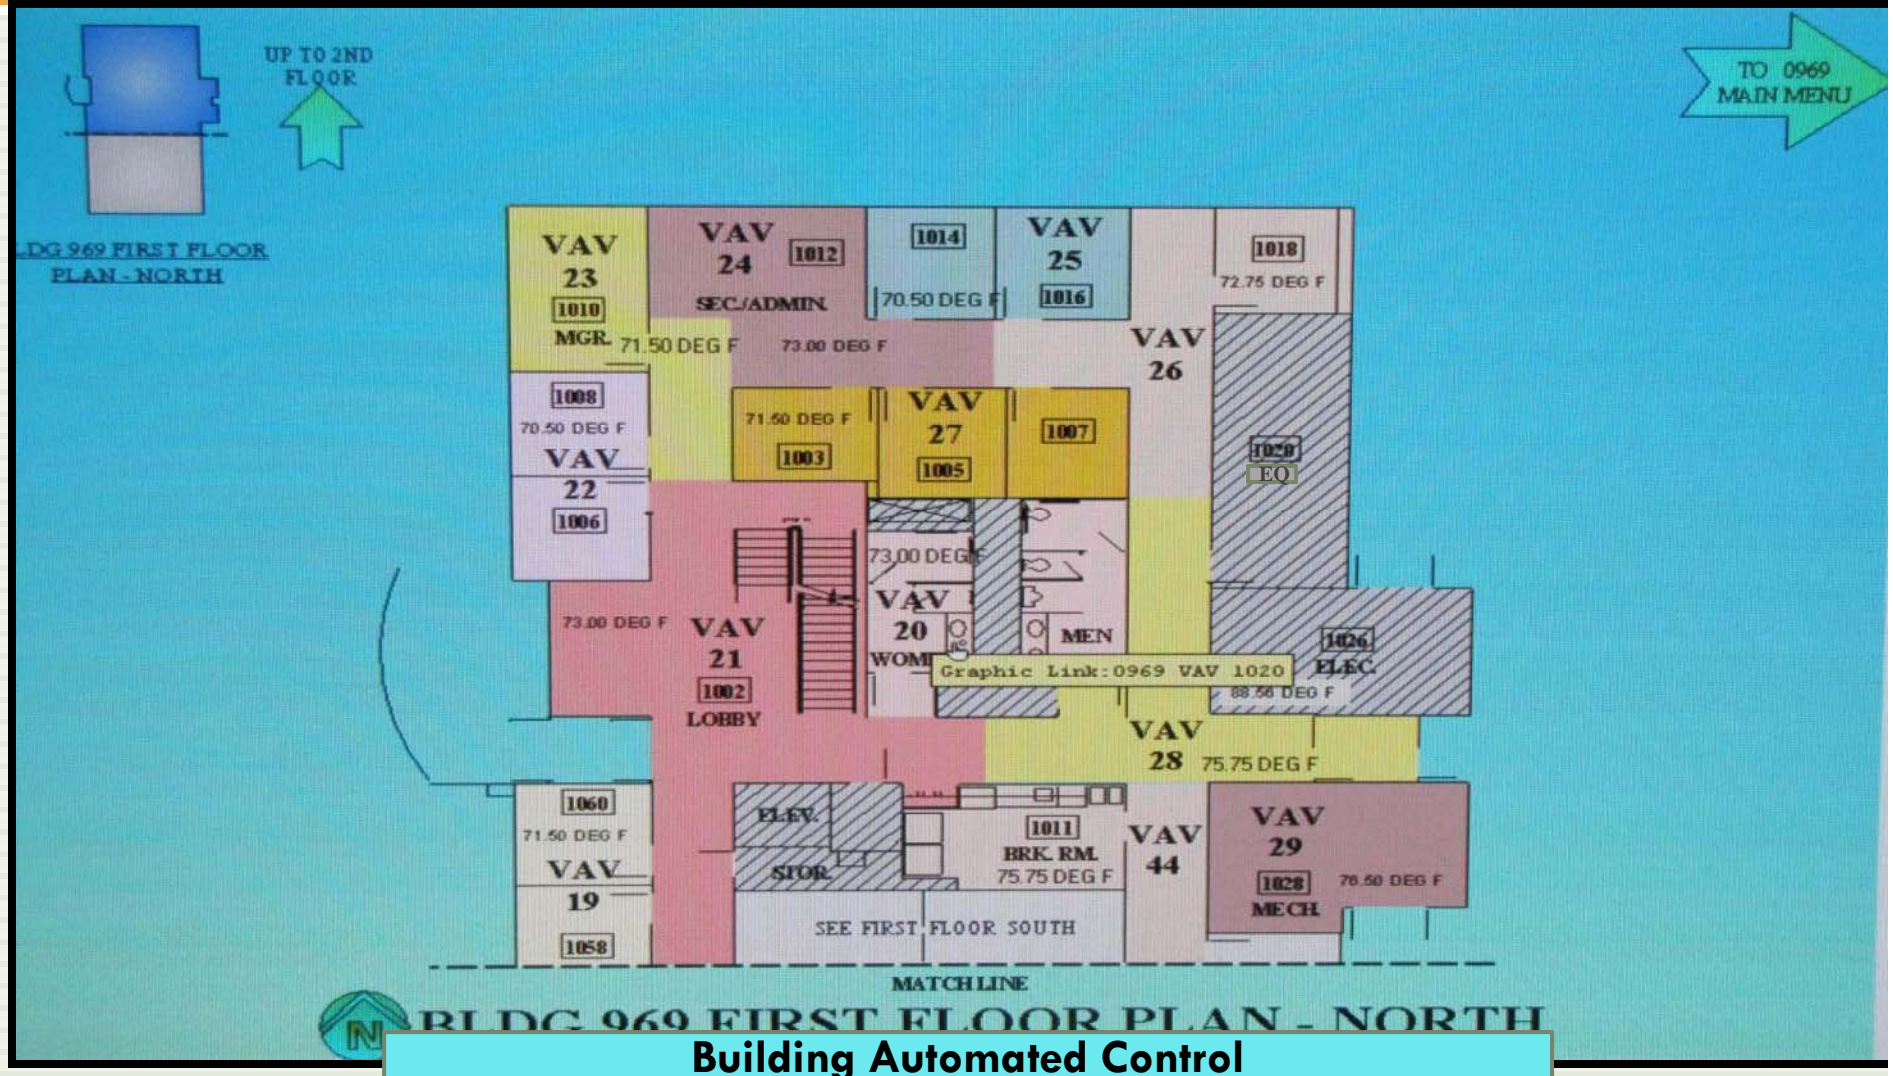 UP TO 2ND
FLOOR
TO 0969
MAIN MENU
LDG 969 FIRST FLOOR
PLAN - NORTH
VAV
23
1010
MGR.
71.50 DEG F
VAV
24
1012
SEC./ADMIN.
73.00 DEG F
1014
70.50 DEG F
VAV
25
1016
1018
72.75 DEG F
VAV
26
1008
70.50 DEG F
VAV
22
1006
71.50 DEG F
1003
VAV
27
1005
1007
1020
EQ
73.00 DEG F
VAV
20
WOM
MEN
Graphic Link:0969 VAV 1020
1026
ELEC.
88.56 DEG F
73.00 DEG F
VAV
21
1002
LOBBY
VAV
28
75.75 DEG F
1060
71.50 DEG F
VAV
19
1058
ELEV.
STOR.
1011
BRK. RM.
75.75 DEG F
VAV
44
VAV
29
1028
76.50 DEG F
MECH.
SEE FIRST FLOOR SOUTH
MATCH LINE
N
BLDG 969 FIRST FLOOR PLAN - NORTH
Building Automated Control